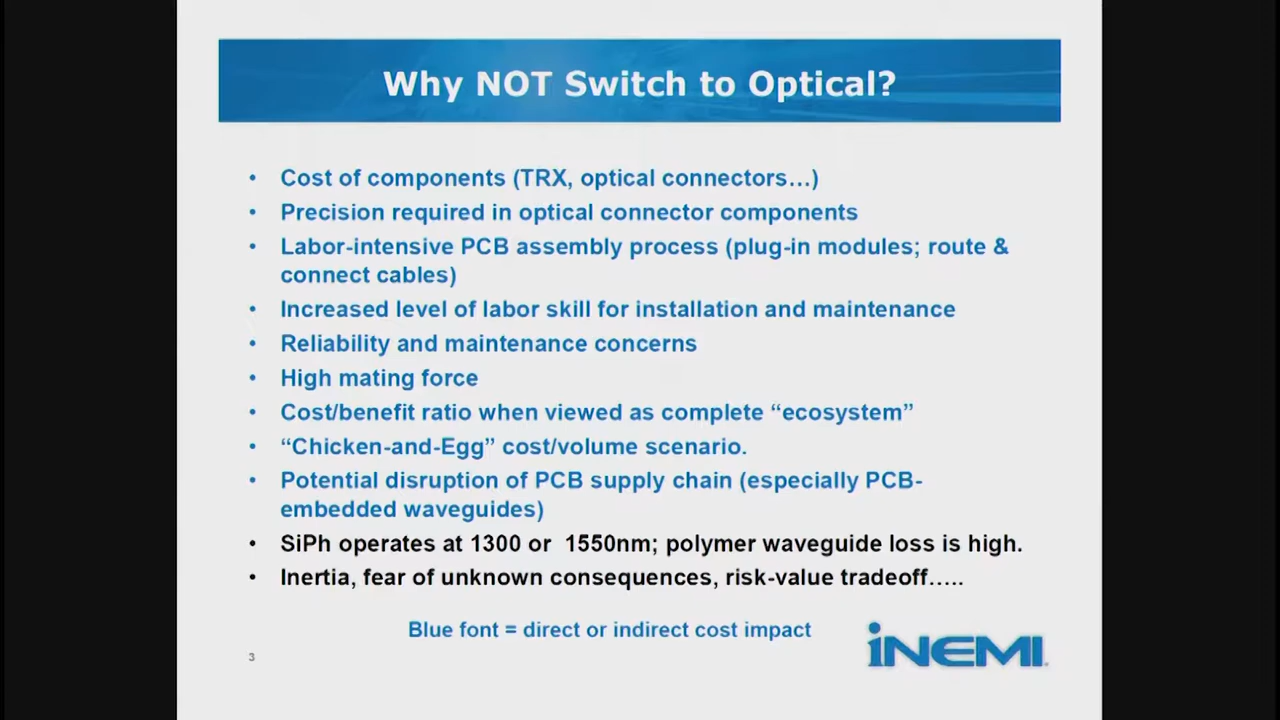 Why NOT Switch to Optical?
• Cost of components (TRX, optical connectors…)
• Precision required in optical connector components
• Labor-intensive PCB assembly process (plug-in modules; route &
connect cables)
• Increased level of labor skill for installation and maintenance
• Reliability and maintenance concerns
• High mating force
• Cost/benefit ratio when viewed as complete “ecosystem”
• “Chicken-and-Egg” cost/volume scenario.
• Potential disruption of PCB supply chain (especially PCB-
embedded waveguides)
• SiPh operates at 1300 or  1550nm; polymer waveguide loss is high.
• Inertia, fear of unknown consequences, risk-value tradeoff…..
Blue font = direct or indirect cost impact
iNEMI
3